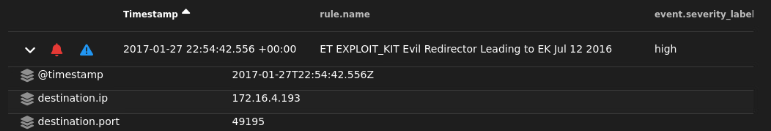 Timestamp rule.name event.severity_label
2017-01-27 22:54:42.556 +00:00 ET EXPLOIT_KIT Evil Redirector Leading to EK Jul 12 2016 high
@timestamp 2017-01-27T22:54:42.556Z
destination.ip 172.16.4.193
destination.port 49195